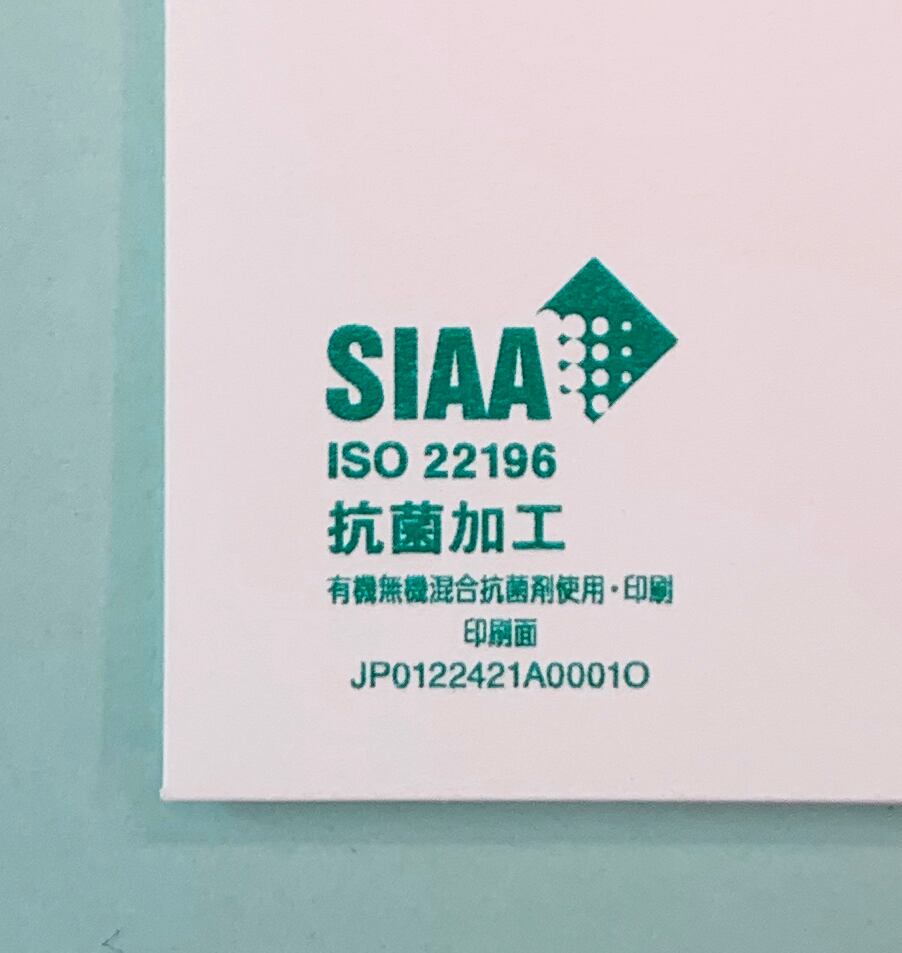 SIAA
ISO 22196
抗菌加工
有機無機混合抗菌剤使用・印刷
印刷面
JP0122421A0001O